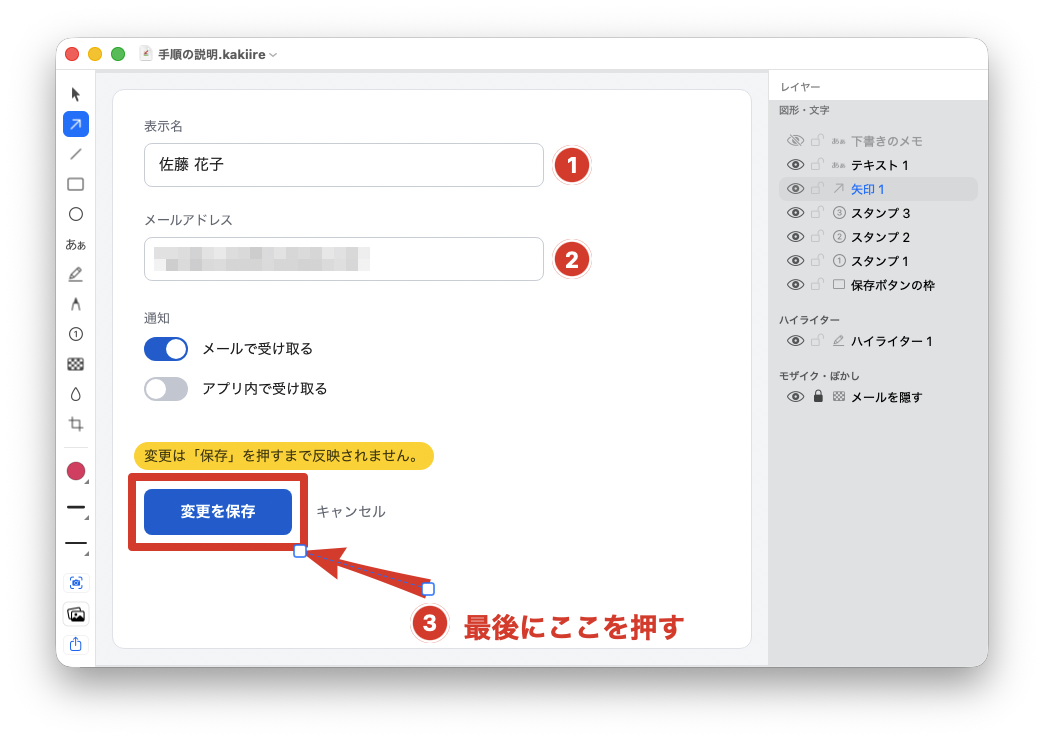 手順の説明.kakiire
表示名
佐藤 花子
1
メールアドレス
2
通知
メールで受け取る
アプリ内で受け取る
変更は「保存」を押すまで反映されません。
変更を保存
キャンセル
3 最後にここを押す
あぁ
1
レイヤー
図形・文字
あぁ 下書きのメモ
あぁ テキスト 1
矢印 1
3 スタンプ 3
2 スタンプ 2
1 スタンプ 1
保存ボタンの枠
ハイライター
ハイライター 1
モザイク・ぼかし
メールを隠す